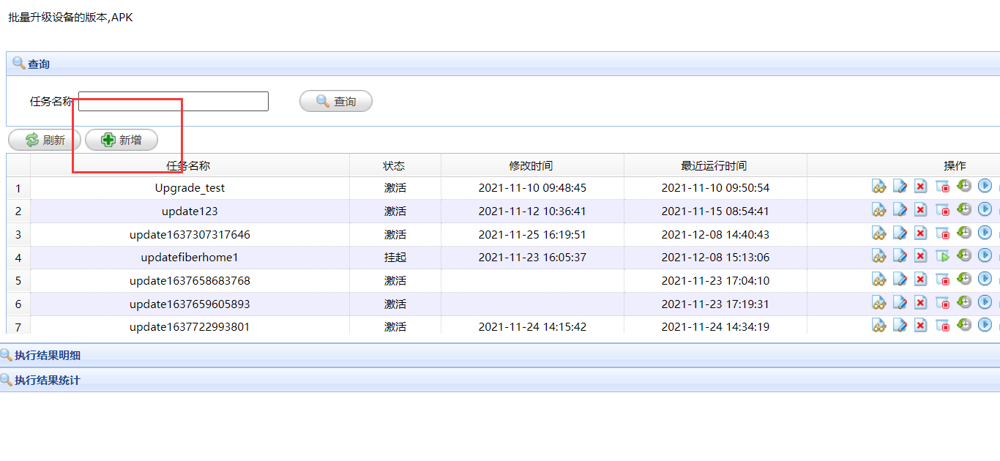 批量升级设备的版本,APK
查询
任务名称 查询
刷新 新增
任务名称 状态 修改时间 最近运行时间 操作
1 Upgrade_test 激活 2021-11-10 09:48:45 2021-11-10 09:50:54
2 update123 激活 2021-11-12 10:36:41 2021-11-15 08:54:41
3 update1637307317646 激活 2021-11-25 16:19:51 2021-12-08 14:40:43
4 updatefiberhome1 挂起 2021-11-23 16:05:37 2021-12-08 15:13:06
5 update1637658683768 激活 2021-11-23 17:04:10
6 update1637659605893 激活 2021-11-23 17:19:31
7 update1637722993801 激活 2021-11-24 14:15:42 2021-11-24 14:34:19
执行结果明细
执行结果统计